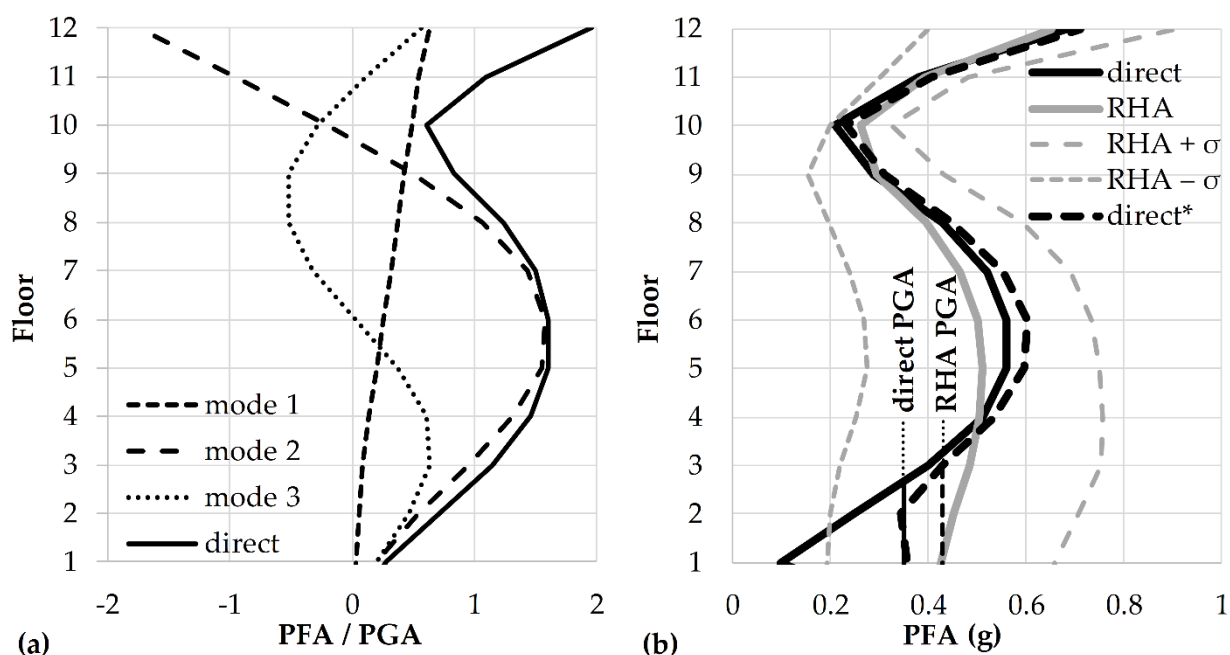 12
11
10
9
8
7
6
5
4
3
2
1
Floor
mode 1
mode 2
mode 3
direct
-2
-1
0
1
2
(a)
PFA / PGA
12
11
10
9
8
7
6
5
4
3
2
1
Floor
direct
RHA
RHA + σ
RHA – σ
direct*
direct PGA
RHA PGA
0
0.2
0.4
0.6
0.8
1
(b)
PFA (g)